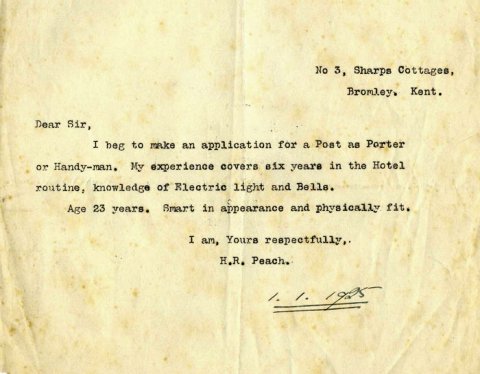 No 3, Sharps Cottages,
Bromley. Kent.
Dear Sir,
I beg to make an application for a Post as Porter
or Handy-man. My experience covers six years in the Hotel
routine, knowledge of Electric light and Bells.
Age 23 years. Smart in appearance and physically fit.
I am, Yours respectfully,.
H.R. Peach.
1. 1. 1925